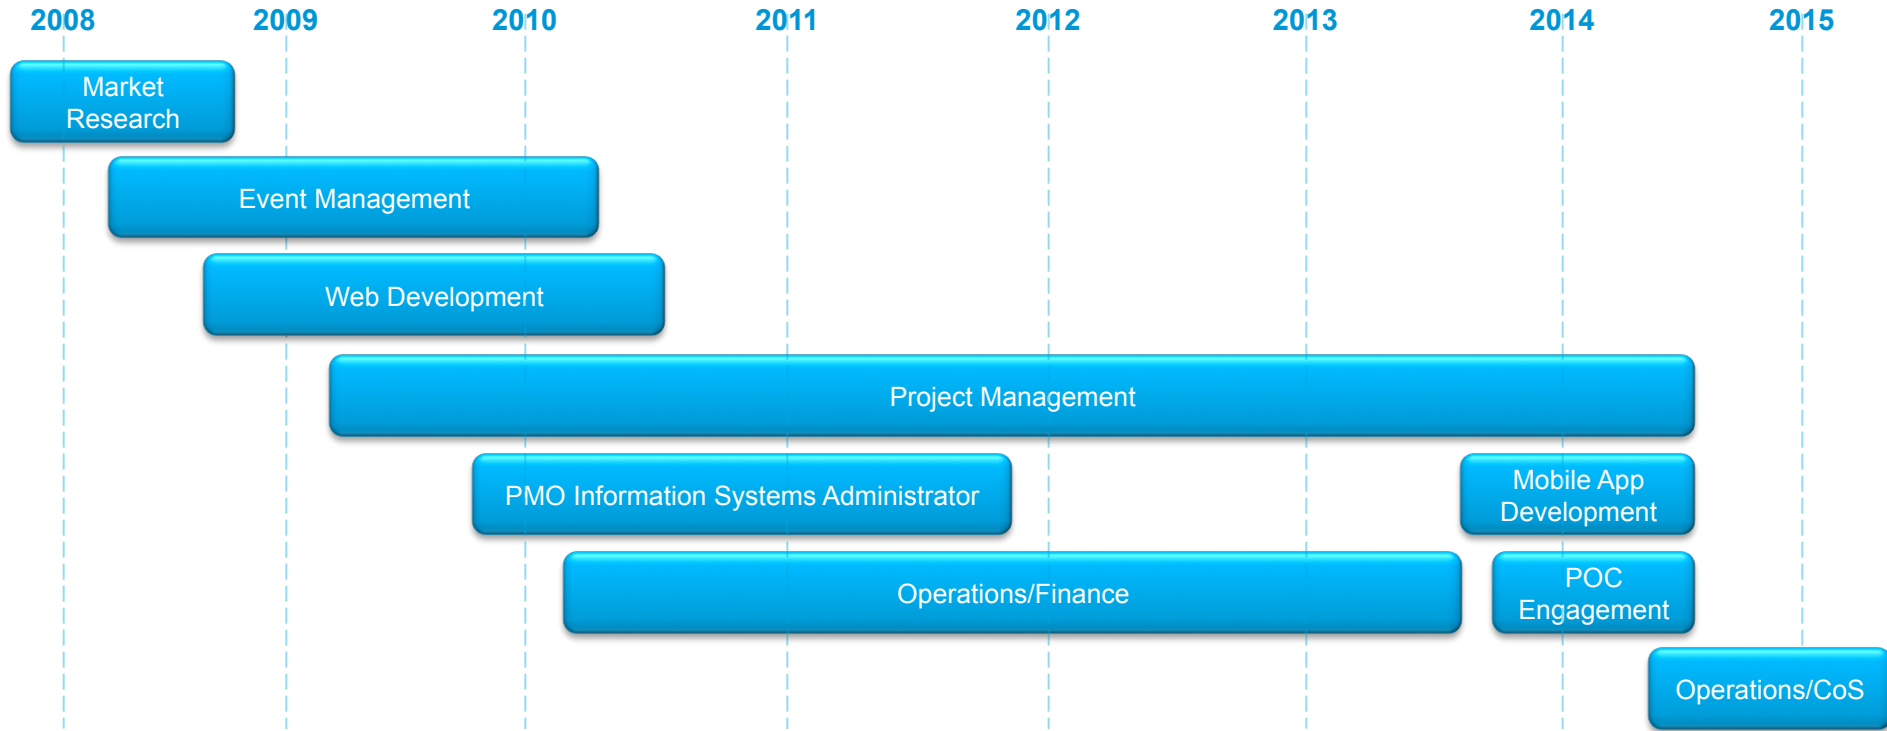 2008 2009 2010 2011 2012 2013 2014 2015
Market
Research
Event Management
Web Development
Project Management
PMO Information Systems Administrator
Mobile App
Development
Operations/Finance
POC
Engagement
Operations/CoS